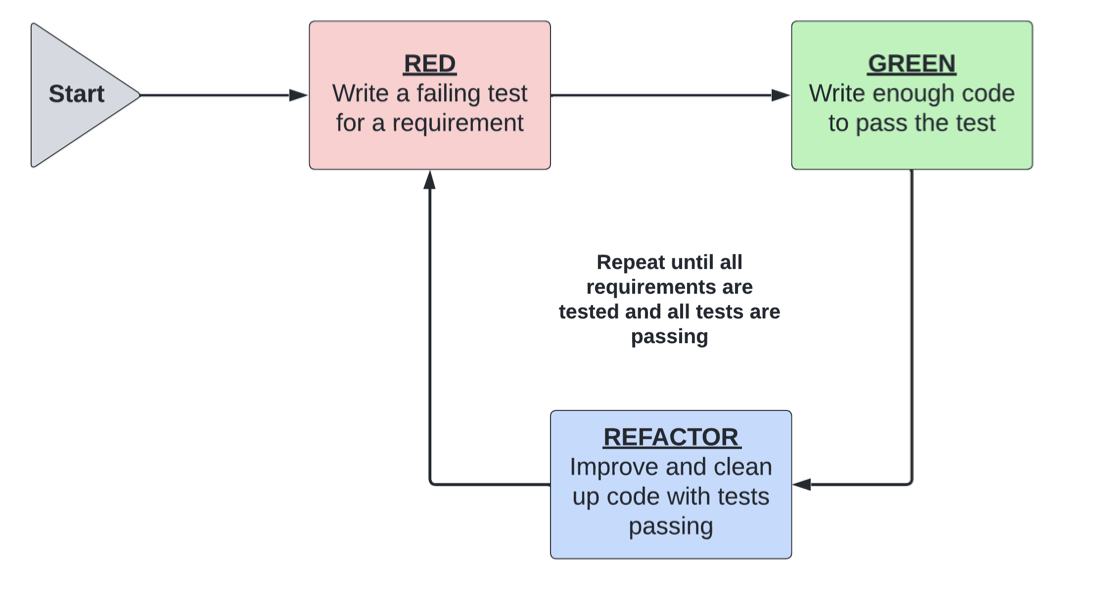 Start
RED
Write a failing test
for a requirement
GREEN
Write enough code
to pass the test
Repeat until all
requirements are
tested and all tests are
passing
REFACTOR
Improve and clean
up code with tests
passing